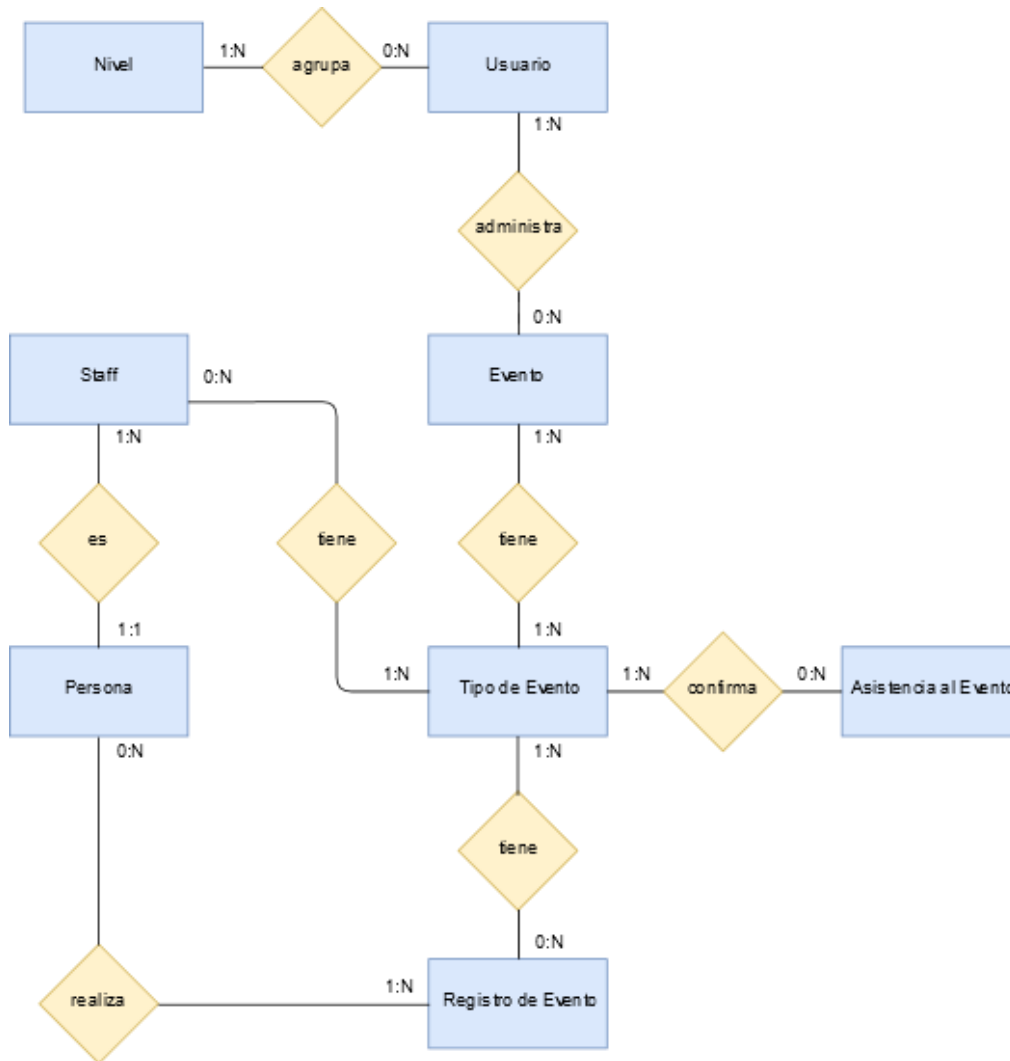 Nivel
1:N
agrupa
0:N
Usuario
1:N
administra
0:N
Staff
0:N
Evento
1:N
1:N
es
tiene
tiene
1:1
1:N
Persona
1:N
Tipo de Evento
1:N
confirma
0:N
Asistencia al Evento
0:N
1:N
tiene
0:N
realiza
1:N
Registro de Evento